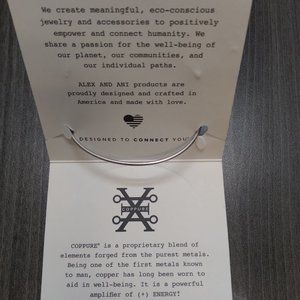 We create meaningful, eco-conscious
jewelry and accessories to positively
empower and connect humanity. We
share a passion for the well-being of
our planet, our communities, and
our individual paths.
ALEX AND ANI products are
proudly designed and crafted in
America and made with love.
DESIGNED TO CONNECT YOU
COPPURE
COPPURE® is a proprietary blend of
elements forged from the purest metals.
Being one of the first metals known
to man, copper has long been worn to
aid in well-being. It is a powerful
amplifier of (+) ENERGY!